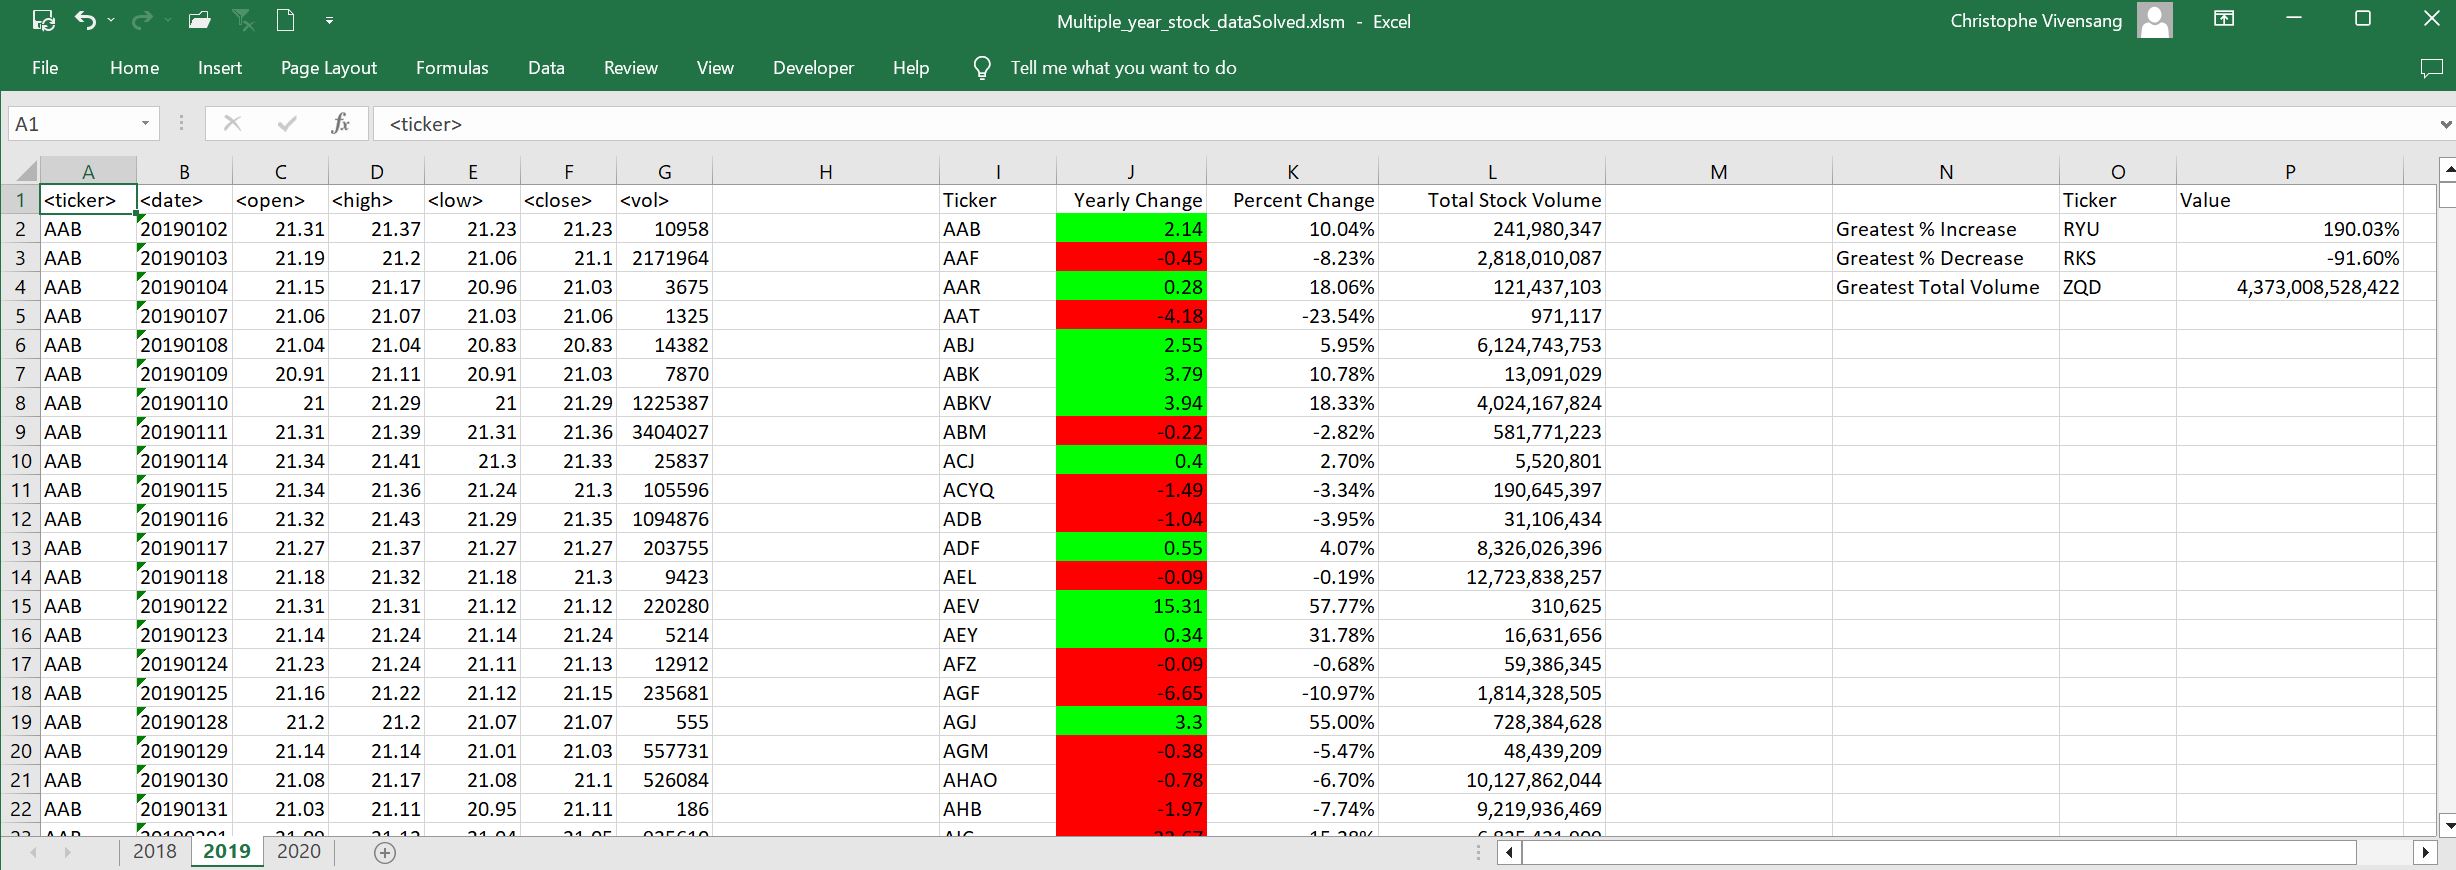 Multiple_year_stock_dataSolved.xlsm - Excel
Christophe Vivensang
File Home Insert Page Layout Formulas Data Review View Developer Help Tell me what you want to do
A1 fx <ticker>
A B C D E F G H I J K L M N O P
1 <ticker> <date> <open> <high> <low> <close> <vol> Ticker Yearly Change Percent Change Total Stock Volume Ticker Value
2 AAB 20190102 21.31 21.37 21.23 21.23 10958 AAB 2.14 10.04% 241,980,347 Greatest % Increase RYU 190.03%
3 AAB 20190103 21.19 21.2 21.06 21.1 2171964 AAF -0.45 -8.23% 2,818,010,087 Greatest % Decrease RKS -91.60%
4 AAB 20190104 21.15 21.17 20.96 21.03 3675 AAR 0.28 18.06% 121,437,103 Greatest Total Volume ZQD 4,373,008,528,422
5 AAB 20190107 21.06 21.07 21.03 21.06 1325 AAT -4.18 -23.54% 971,117
6 AAB 20190108 21.04 21.04 20.83 20.83 14382 ABJ 2.55 5.95% 6,124,743,753
7 AAB 20190109 20.91 21.11 20.91 21.03 7870 ABK 3.79 10.78% 13,091,029
8 AAB 20190110 21 21.29 21 21.29 1225387 ABKV 3.94 18.33% 4,024,167,824
9 AAB 20190111 21.31 21.39 21.31 21.36 3404027 ABM -0.22 -2.82% 581,771,223
10 AAB 20190114 21.34 21.41 21.3 21.33 25837 ACJ 0.4 2.70% 5,520,801
11 AAB 20190115 21.34 21.36 21.24 21.3 105596 ACYQ -1.49 -3.34% 190,645,397
12 AAB 20190116 21.32 21.43 21.29 21.35 1094876 ADB -1.04 -3.95% 31,106,434
13 AAB 20190117 21.27 21.37 21.27 21.27 203755 ADF 0.55 4.07% 8,326,026,396
14 AAB 20190118 21.18 21.32 21.18 21.3 9423 AEL -0.09 -0.19% 12,723,838,257
15 AAB 20190122 21.31 21.31 21.12 21.12 220280 AEV 15.31 57.77% 310,625
16 AAB 20190123 21.14 21.24 21.14 21.24 5214 AEY 0.34 31.78% 16,631,656
17 AAB 20190124 21.23 21.24 21.11 21.13 12912 AFZ -0.09 -0.68% 59,386,345
18 AAB 20190125 21.16 21.22 21.12 21.15 235681 AGF -6.65 -10.97% 1,814,328,505
19 AAB 20190128 21.2 21.2 21.07 21.07 555 AGJ 3.3 55.00% 728,384,628
20 AAB 20190129 21.14 21.14 21.01 21.03 557731 AGM -0.38 -5.47% 48,439,209
21 AAB 20190130 21.08 21.17 21.08 21.1 526084 AHAO -0.78 -6.70% 10,127,862,044
22 AAB 20190131 21.03 21.11 20.95 21.11 186 AHB -1.97 -7.74% 9,219,936,469
2018 2019 2020